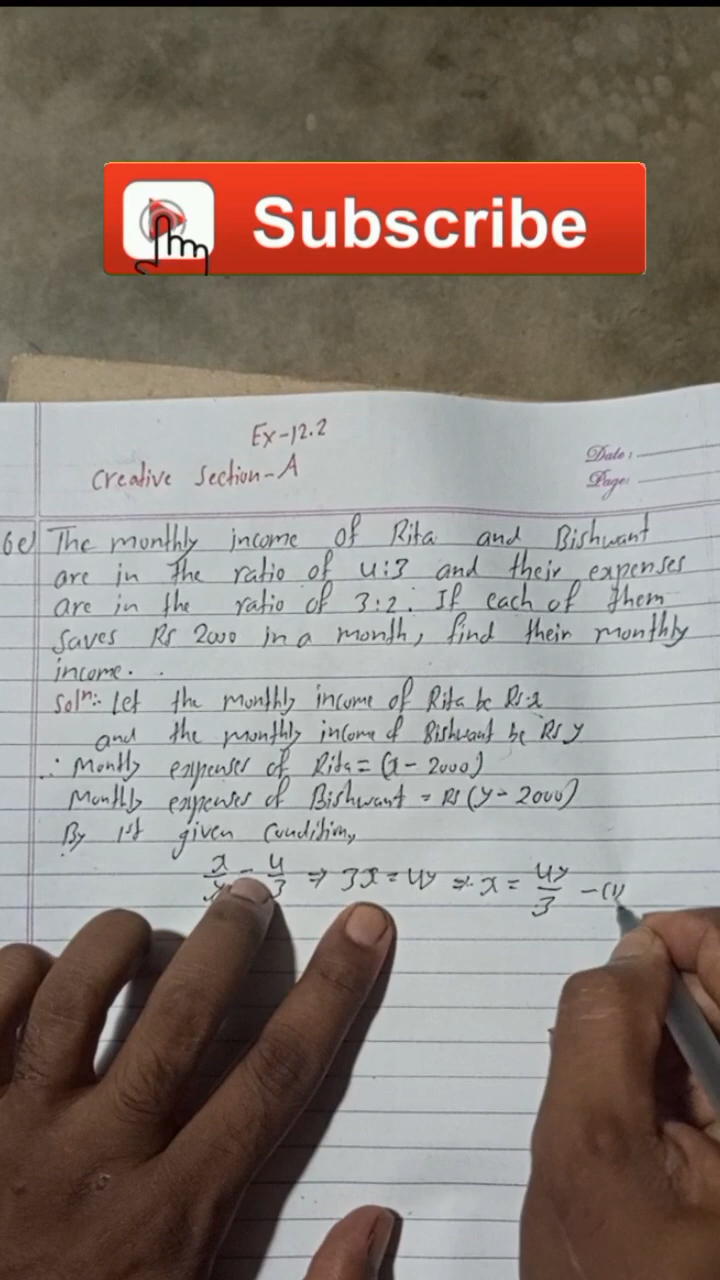 Subscribe
Ex-12.2
Creative Section-A
Date:
Page:
6e) The monthly income of Rita and Bishwant
are in the ratio of 4:3 and their expenses
are in the ratio of 3:2. If each of them
saves Rs 2000 in a month, find their monthly
income.
Solⁿ:- Let the monthly income of Rita be Rs x
and the monthly income of Bishwant be Rs y
∴ Monthly expenses of Rita = (x - 2000)
Monthly expenses of Bishwant = Rs (y - 2000)
By 1st given condition,
x/y = 4/3 ⇒ 3x = 4y ⇒ x = 4y/3 - (1)